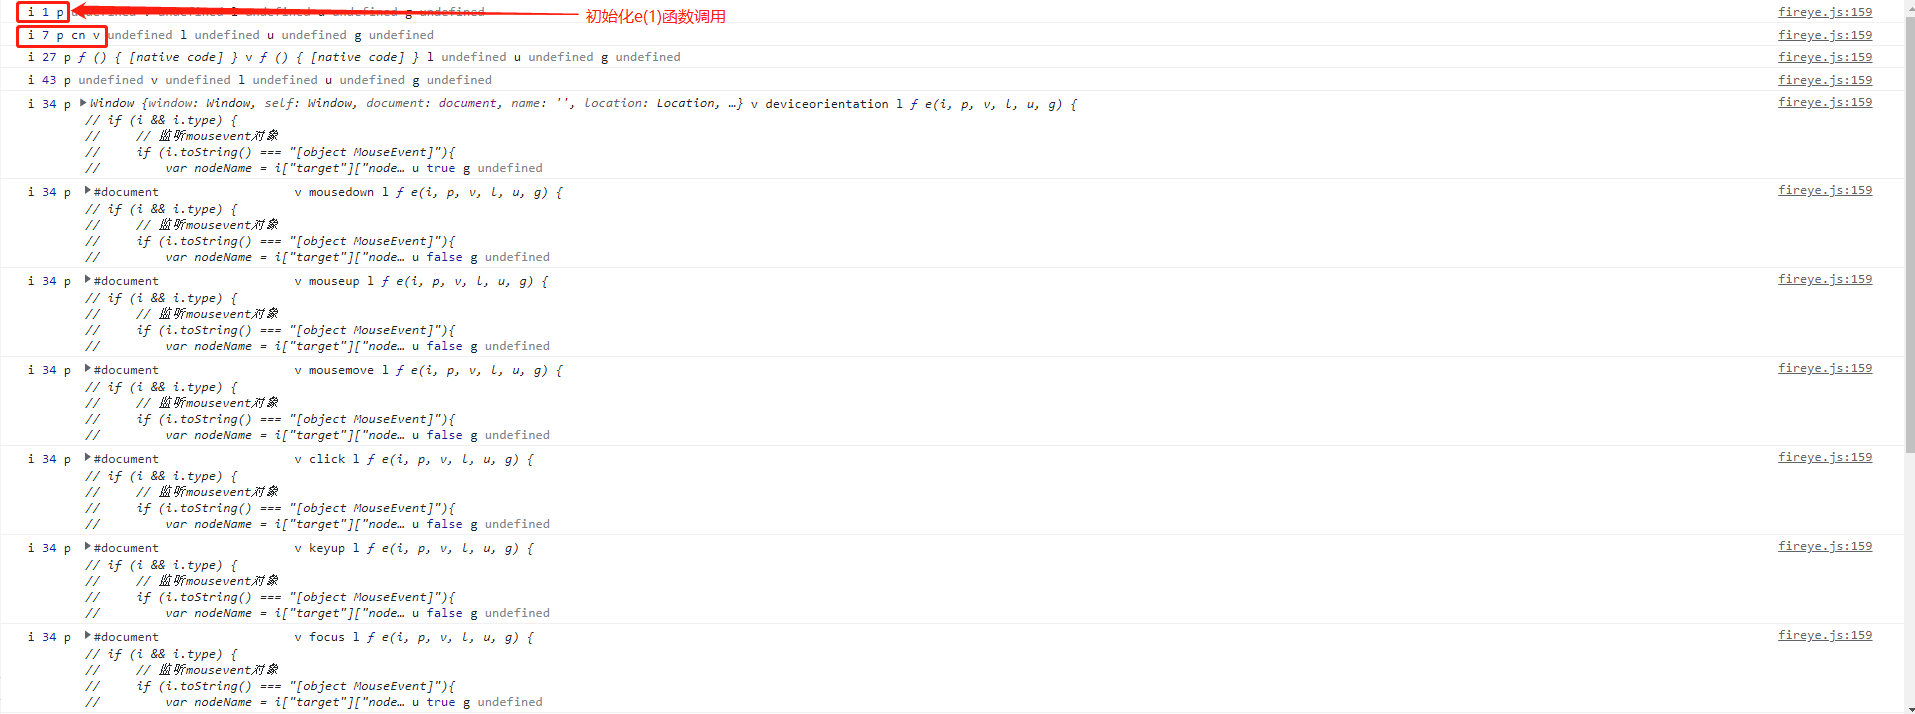 i 1 p undefined v undefined l undefined u undefined g undefined fireye.js:159
初始化e(1)函数调用
i 7 p cn v undefined l undefined u undefined g undefined fireye.js:159
i 27 p ƒ () { [native code] } v ƒ () { [native code] } l undefined u undefined g undefined fireye.js:159
i 43 p undefined v undefined l undefined u undefined g undefined fireye.js:159
i 34 p Window {window: Window, self: Window, document: document, name: '', location: Location, …} v deviceorientation l ƒ e(i, p, v, l, u, g) { fireye.js:159
// if (i && i.type) {
// // 监听mousevent对象
// if (i.toString() === "[object MouseEvent]"){
// var nodeName = i["target"]["node… u true g undefined
i 34 p #document v mousedown l ƒ e(i, p, v, l, u, g) { fireye.js:159
// if (i && i.type) {
// // 监听mousevent对象
// if (i.toString() === "[object MouseEvent]"){
// var nodeName = i["target"]["node… u false g undefined
i 34 p #document v mouseup l ƒ e(i, p, v, l, u, g) { fireye.js:159
// if (i && i.type) {
// // 监听mousevent对象
// if (i.toString() === "[object MouseEvent]"){
// var nodeName = i["target"]["node… u false g undefined
i 34 p #document v mousemove l ƒ e(i, p, v, l, u, g) { fireye.js:159
// if (i && i.type) {
// // 监听mousevent对象
// if (i.toString() === "[object MouseEvent]"){
// var nodeName = i["target"]["node… u false g undefined
i 34 p #document v click l ƒ e(i, p, v, l, u, g) { fireye.js:159
// if (i && i.type) {
// // 监听mousevent对象
// if (i.toString() === "[object MouseEvent]"){
// var nodeName = i["target"]["node… u false g undefined
i 34 p #document v keyup l ƒ e(i, p, v, l, u, g) { fireye.js:159
// if (i && i.type) {
// // 监听mousevent对象
// if (i.toString() === "[object MouseEvent]"){
// var nodeName = i["target"]["node… u false g undefined
i 34 p #document v focus l ƒ e(i, p, v, l, u, g) { fireye.js:159
// if (i && i.type) {
// // 监听mousevent对象
// if (i.toString() === "[object MouseEvent]"){
// var nodeName = i["target"]["node… u true g undefined